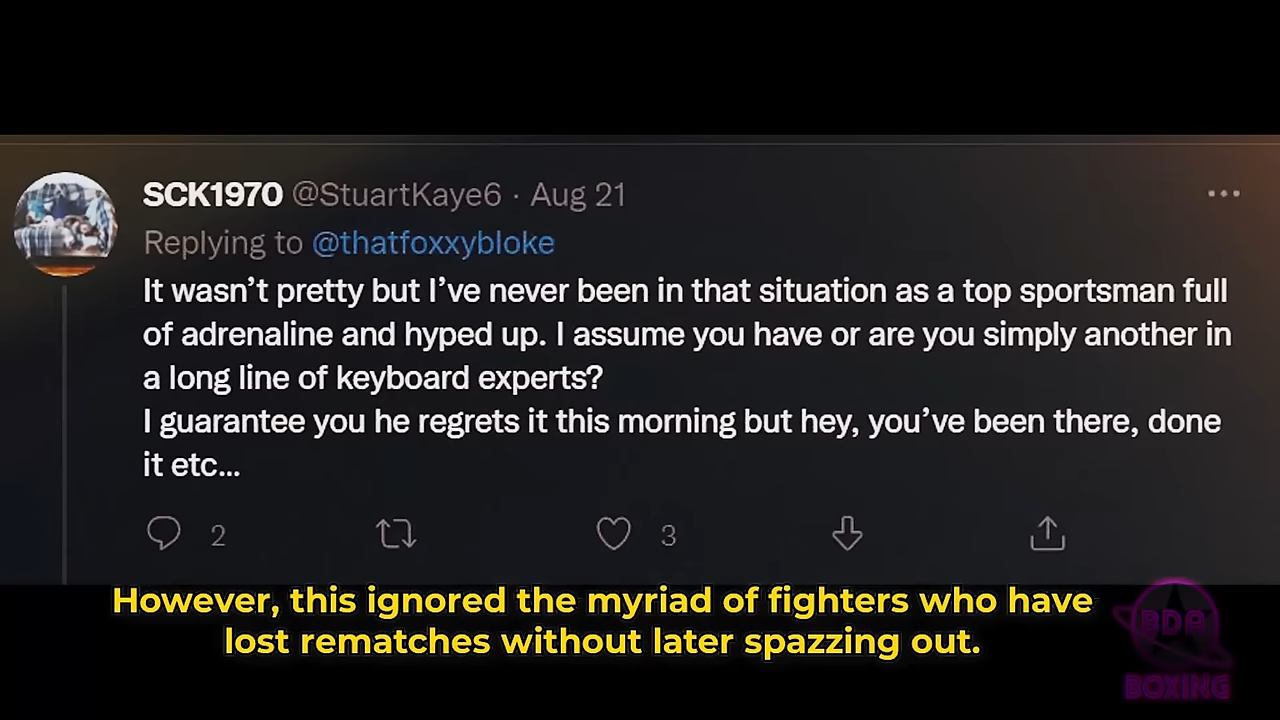 SCK1970 @StuartKaye6 · Aug 21
Replying to @thatfoxxybloke
It wasn’t pretty but I’ve never been in that situation as a top sportsman full
of adrenaline and hyped up. I assume you have or are you simply another in
a long line of keyboard experts?
I guarantee you he regrets it this morning but hey, you’ve been there, done
it etc...
2
3
However, this ignored the myriad of fighters who have
lost rematches without later spazzing out.
BDA
BOXING